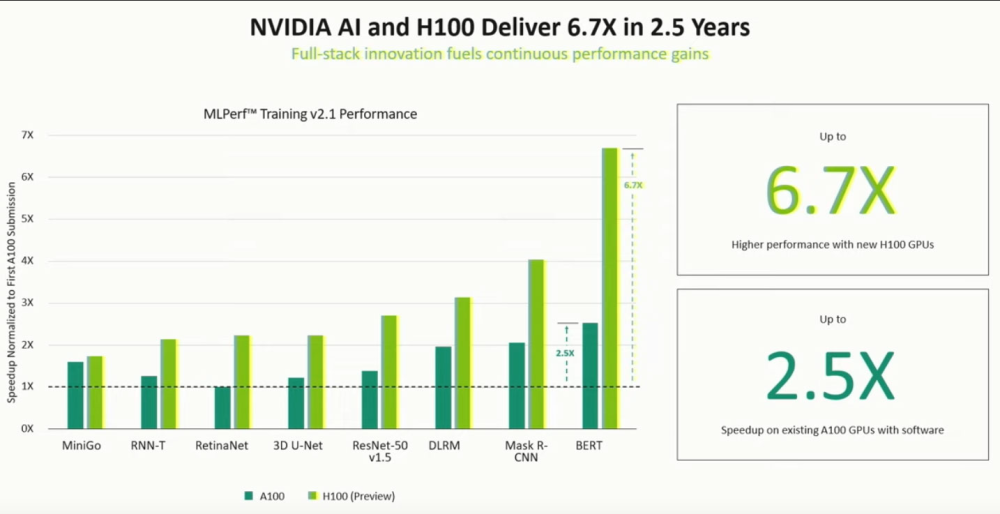 NVIDIA AI and H100 Deliver 6.7X in 2.5 Years
Full-stack innovation fuels continuous performance gains
MLPerf™ Training v2.1 Performance
Speedup Normalized to First A100 Submission
7X
6X
5X
4X
3X
2X
1X
0X
6.7X
2.5X
MiniGo
RNN-T
RetinaNet
3D U-Net
ResNet-50
v1.5
DLRM
Mask R-
CNN
BERT
A100
H100 (Preview)
Up to
6.7X
Higher performance with new H100 GPUs
Up to
2.5X
Speedup on existing A100 GPUs with software